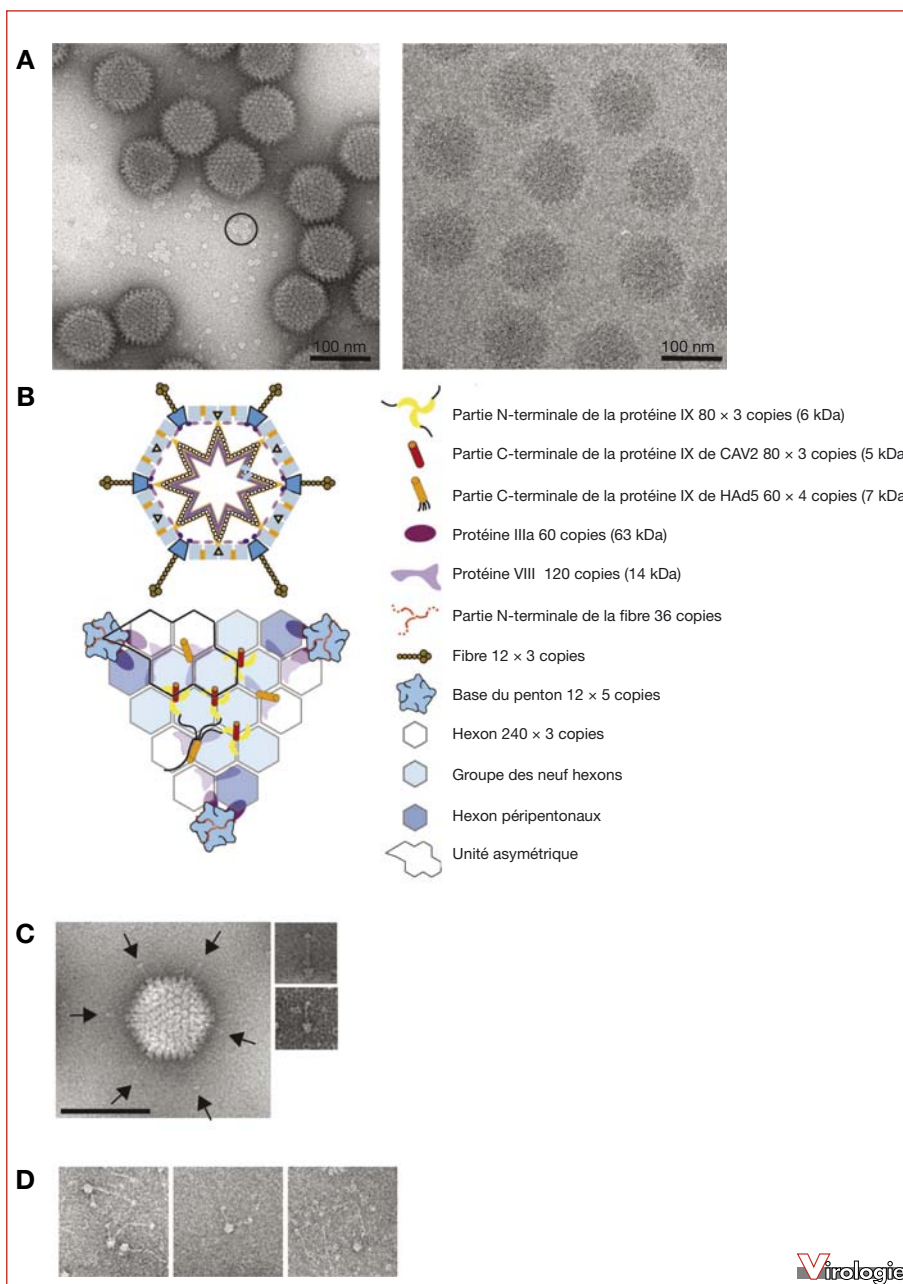 A
100 nm
100 nm
B
Partie N-terminale de la protéine IX 80 × 3 copies (6 kDa)
Partie C-terminale de la protéine IX de CAV2 80 × 3 copies (5 kDa
Partie C-terminale de la protéine IX de HAd5 60 × 4 copies (7 kDa
Protéine IIIa 60 copies (63 kDa)
Protéine VIII 120 copies (14 kDa)
Partie N-terminale de la fibre 36 copies
Fibre 12 × 3 copies
Base du penton 12 × 5 copies
Hexon 240 × 3 copies
Groupe des neuf hexons
Hexon péripentonaux
Unité asymétrique
C
D
Virologie